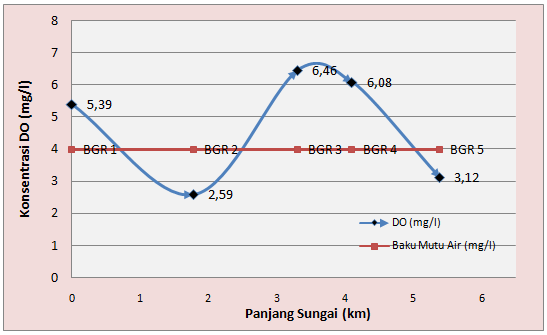 8
7
6
5
4
3
2
1
0
Konsentrasi DO (mg/l)
5,39
2,59
6,46
6,08
3,12
BGR 1
BGR 2
BGR 3
BGR 4
BGR 5
DO (mg/l)
Baku Mutu Air (mg/l)
0 1 2 3 4 5 6
Panjang Sungai (km)